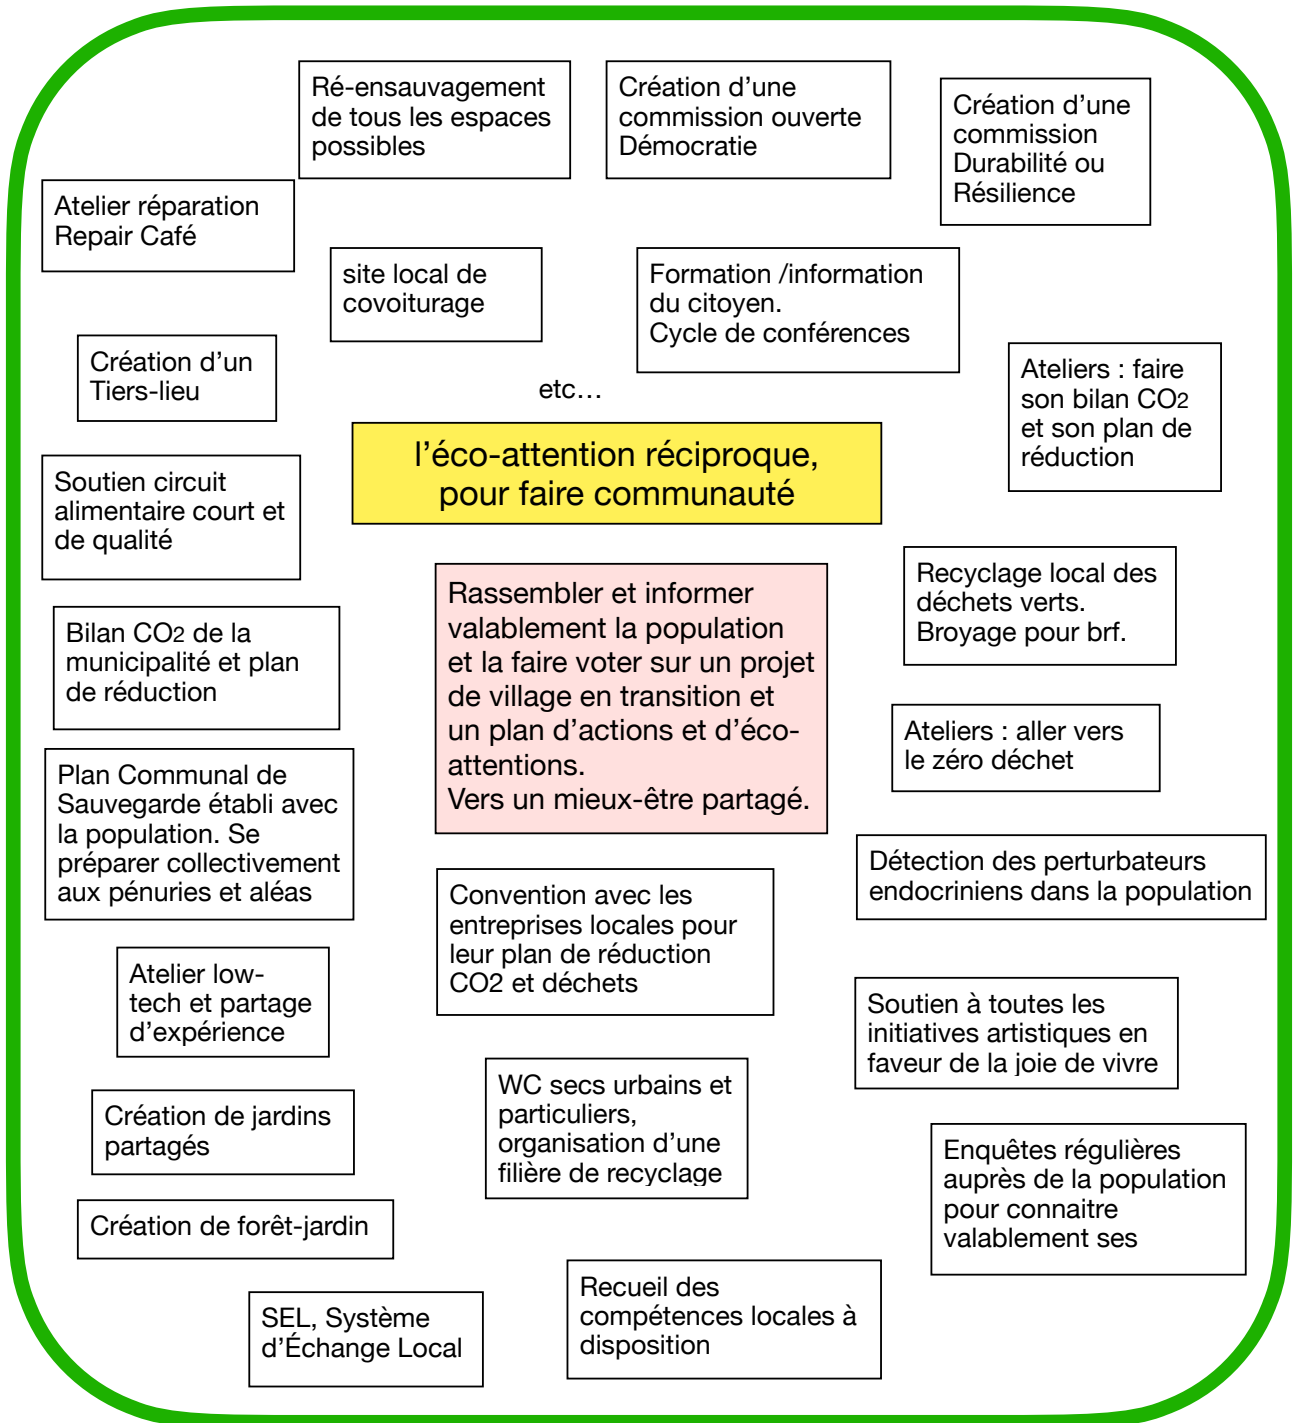 Ré-ensauvagement
de tous les espaces
possibles
Création d’une
commission ouverte
Démocratie
Création d’une
commission
Durabilité ou
Résilience
Atelier réparation
Repair Café
site local de
covoiturage
Formation /information
du citoyen.
Cycle de conférences
Création d’un
Tiers-lieu
etc…
Ateliers : faire
son bilan CO2
et son plan de
réduction
l’éco-attention réciproque,
pour faire communauté
Soutien circuit
alimentaire court et
de qualité
Rassembler et informer
valablement la population
et la faire voter sur un projet
de village en transition et
un plan d’actions et d’éco-
attentions.
Vers un mieux-être partagé.
Recyclage local des
déchets verts.
Broyage pour brf.
Bilan CO2 de la
municipalité et plan
de réduction
Ateliers : aller vers
le zéro déchet
Plan Communal de
Sauvegarde établi avec
la population. Se
préparer collectivement
aux pénuries et aléas
Détection des perturbateurs
endocriniens dans la population
Convention avec les
entreprises locales pour
leur plan de réduction
CO2 et déchets
Atelier low-
tech et partage
d’expérience
Soutien à toutes les
initiatives artistiques en
faveur de la joie de vivre
WC secs urbains et
particuliers,
organisation d’une
filière de recyclage
Création de jardins
partagés
Enquêtes régulières
auprès de la population
pour connaitre
valablement ses
Création de forêt-jardin
Recueil des
compétences locales à
disposition
SEL, Système
d’Échange Local